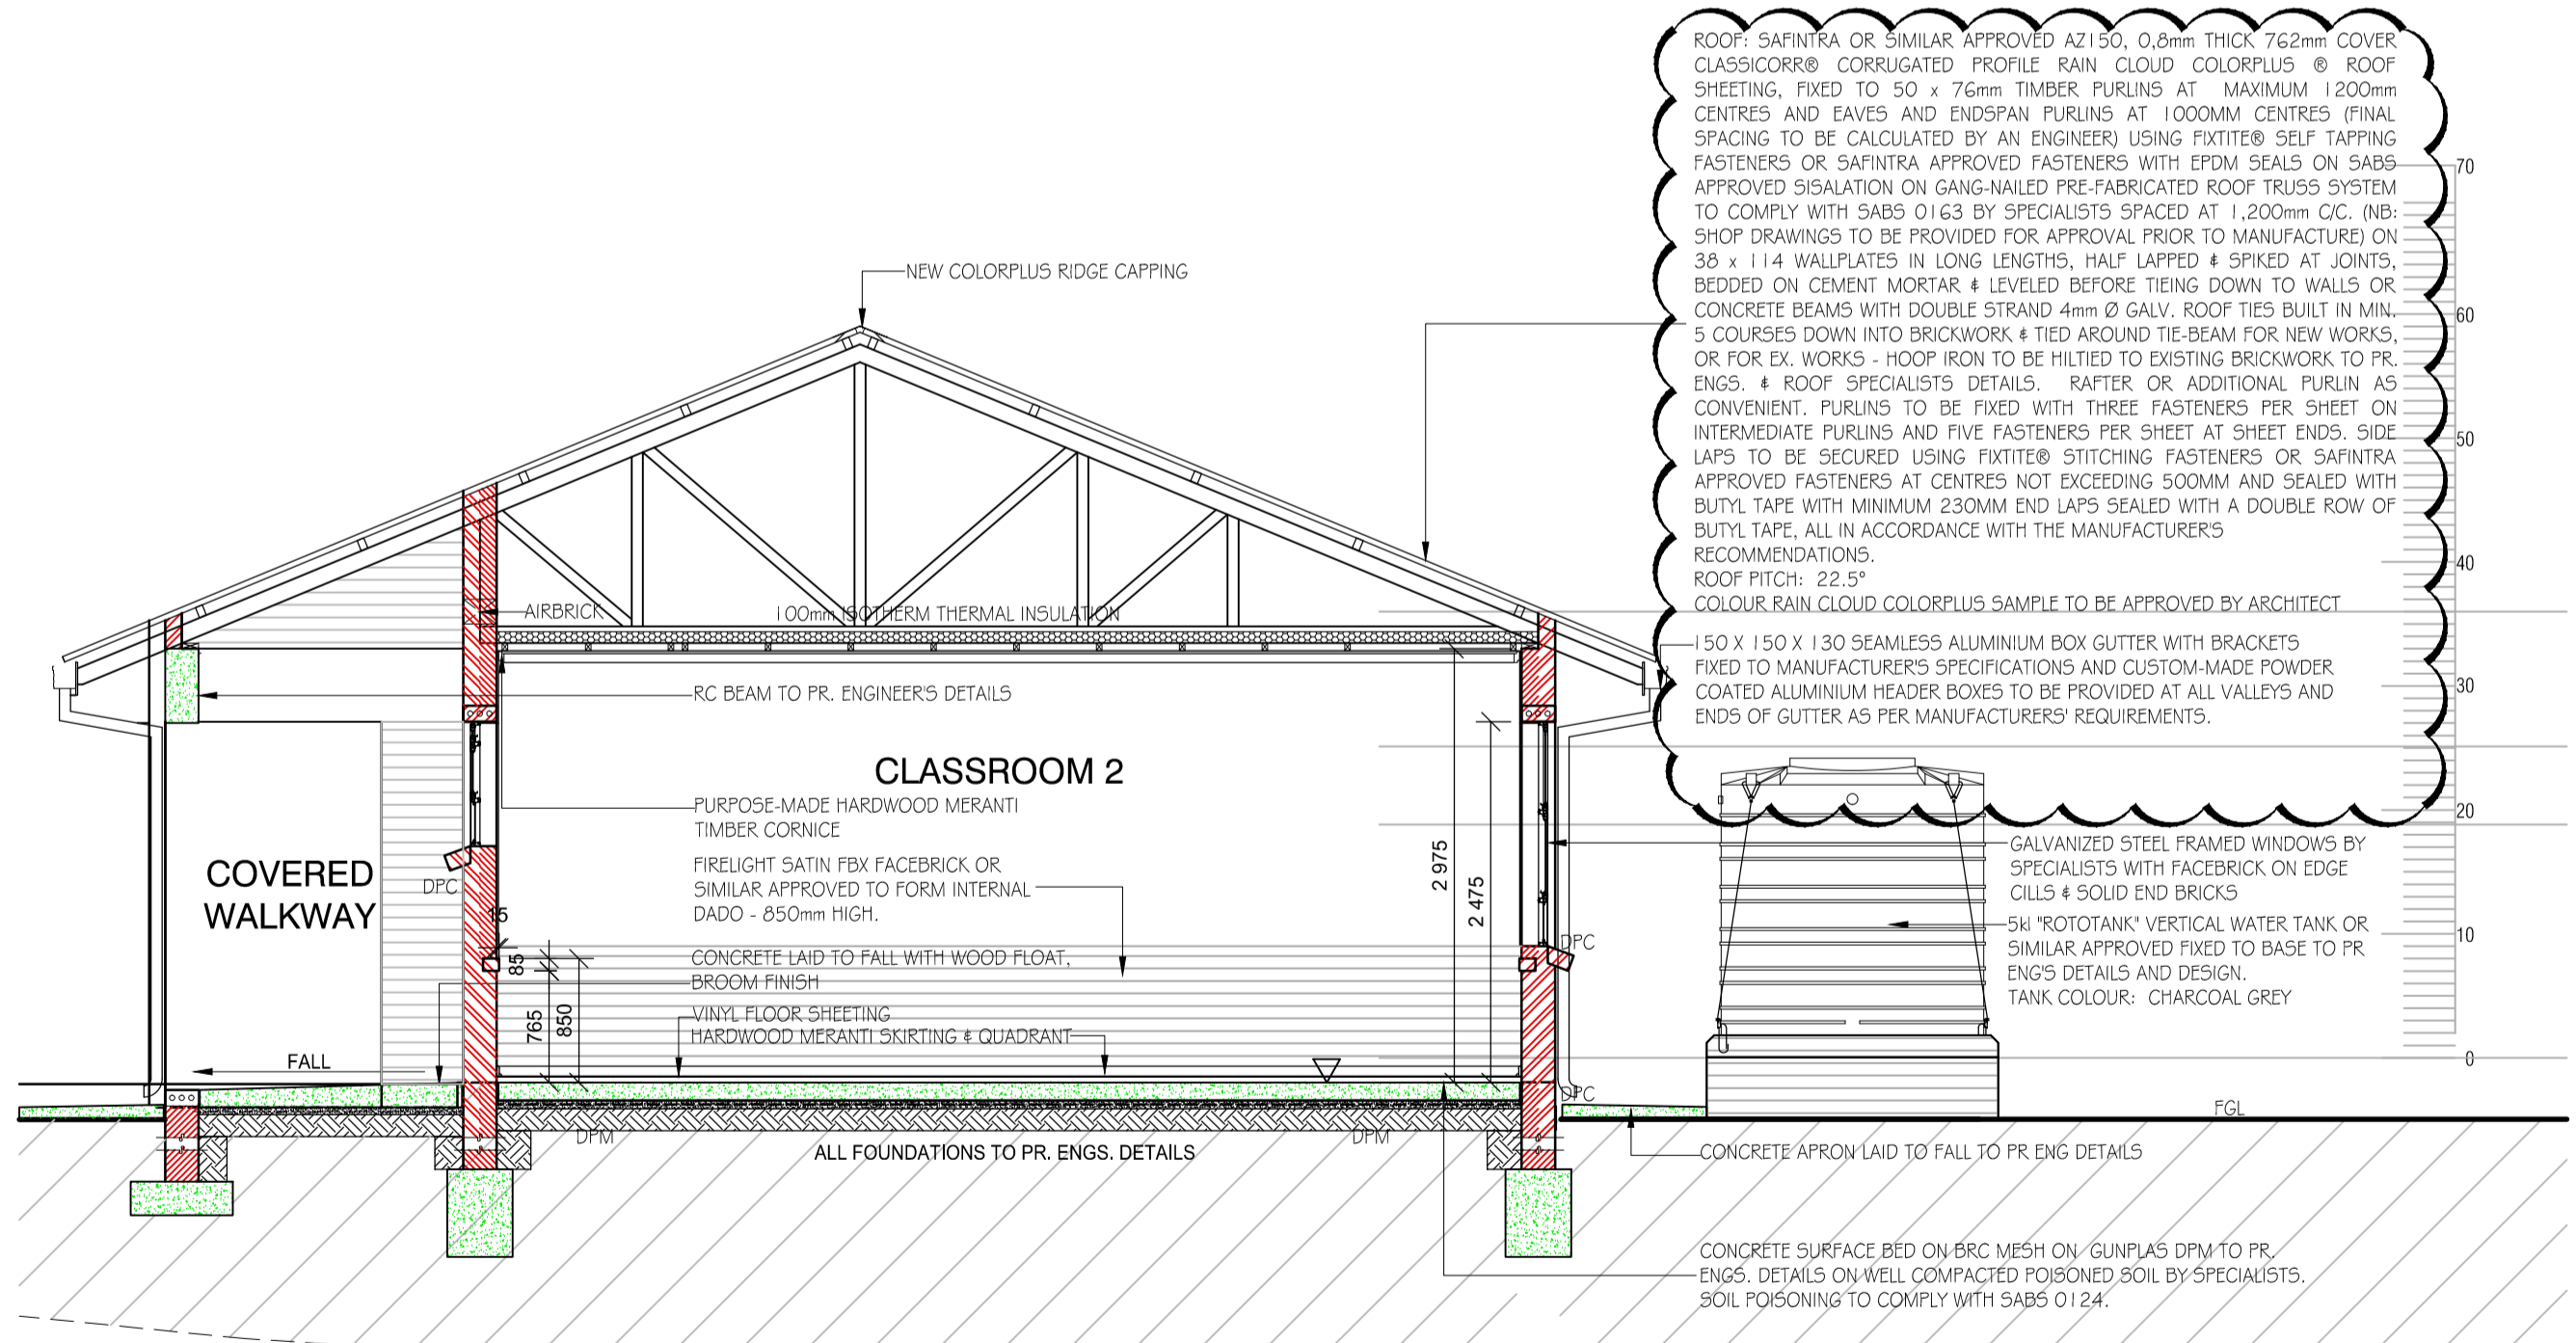 ROOF: SAFINTRA OR SIMILAR APPROVED AZ150, 0,8mm THICK 762mm COVER
CLASSICORR® CORRUGATED PROFILE RAIN CLOUD COLORPLUS ® ROOF
SHEETING, FIXED TO 50 x 76mm TIMBER PURLINS AT MAXIMUM 1200mm
CENTRES AND EAVES AND ENDSPAN PURLINS AT 1000MM CENTRES (FINAL
SPACING TO BE CALCULATED BY AN ENGINEER) USING FIXTITE® SELF TAPPING
FASTENERS OR SAFINTRA APPROVED FASTENERS WITH EPDM SEALS ON SABS
APPROVED SISALATION ON GANG-NAILED PRE-FABRICATED ROOF TRUSS SYSTEM
TO COMPLY WITH SABS 0163 BY SPECIALISTS SPACED AT 1,200mm C/C. (NB:
SHOP DRAWINGS TO BE PROVIDED FOR APPROVAL PRIOR TO MANUFACTURE) ON
38 x 114 WALLPLATES IN LONG LENGTHS, HALF LAPPED & SPIKED AT JOINTS,
BEDDED ON CEMENT MORTAR & LEVELED BEFORE TIEING DOWN TO WALLS OR
CONCRETE BEAMS WITH DOUBLE STRAND 4mm Ø GALV. ROOF TIES BUILT IN MIN.
5 COURSES DOWN INTO BRICKWORK & TIED AROUND TIE-BEAM FOR NEW WORKS,
OR FOR EX. WORKS - HOOP IRON TO BE HILTIED TO EXISTING BRICKWORK TO PR.
ENGS. & ROOF SPECIALISTS DETAILS. RAFTER OR ADDITIONAL PURLIN AS
CONVENIENT. PURLINS TO BE FIXED WITH THREE FASTENERS PER SHEET ON
INTERMEDIATE PURLINS AND FIVE FASTENERS PER SHEET AT SHEET ENDS. SIDE
LAPS TO BE SECURED USING FIXTITE® STITCHING FASTENERS OR SAFINTRA
APPROVED FASTENERS AT CENTRES NOT EXCEEDING 500MM AND SEALED WITH
BUTYL TAPE WITH MINIMUM 230MM END LAPS SEALED WITH A DOUBLE ROW OF
BUTYL TAPE, ALL IN ACCORDANCE WITH THE MANUFACTURER'S
RECOMMENDATIONS.
ROOF PITCH: 22.5°
COLOUR RAIN CLOUD COLORPLUS SAMPLE TO BE APPROVED BY ARCHITECT
150 X 150 X 130 SEAMLESS ALUMINIUM BOX GUTTER WITH BRACKETS
FIXED TO MANUFACTURER'S SPECIFICATIONS AND CUSTOM-MADE POWDER
COATED ALUMINIUM HEADER BOXES TO BE PROVIDED AT ALL VALLEYS AND
ENDS OF GUTTER AS PER MANUFACTURERS' REQUIREMENTS.
70
60
50
40
30
20
10
0
NEW COLORPLUS RIDGE CAPPING
AIRBRICK
100mm ISOTHERM THERMAL INSULATION
RC BEAM TO PR. ENGINEER'S DETAILS
CLASSROOM 2
PURPOSE-MADE HARDWOOD MERANTI
TIMBER CORNICE
COVERED
WALKWAY
DPC
FIRELIGHT SATIN FBX FACEBRICK OR
SIMILAR APPROVED TO FORM INTERNAL
DADO - 850mm HIGH.
2 975
2 475
15
85
765
850
CONCRETE LAID TO FALL WITH WOOD FLOAT,
BROOM FINISH
VINYL FLOOR SHEETING
HARDWOOD MERANTI SKIRTING & QUADRANT
FALL
DPC
DPC
GALVANIZED STEEL FRAMED WINDOWS BY
SPECIALISTS WITH FACEBRICK ON EDGE
CILLS & SOLID END BRICKS
5kl "ROTOTANK" VERTICAL WATER TANK OR
SIMILAR APPROVED FIXED TO BASE TO PR
ENG'S DETAILS AND DESIGN.
TANK COLOUR: CHARCOAL GREY
FGL
DPM
DPM
ALL FOUNDATIONS TO PR. ENGS. DETAILS
CONCRETE APRON LAID TO FALL TO PR ENG DETAILS
CONCRETE SURFACE BED ON BRC MESH ON GUNPLAS DPM TO PR.
ENGS. DETAILS ON WELL COMPACTED POISONED SOIL BY SPECIALISTS.
SOIL POISONING TO COMPLY WITH SABS 0124.